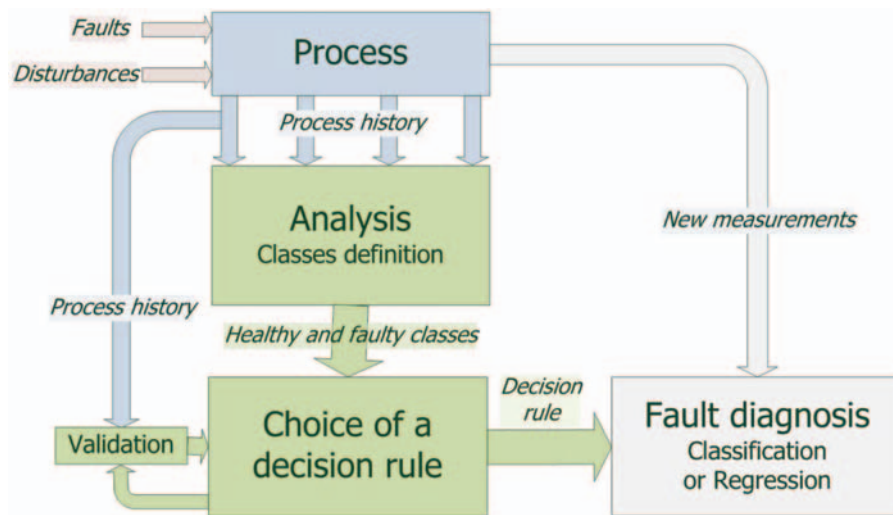 Faults
Process
Disturbances
Process history
Analysis
Classes definition
New measurements
Process history
Healthy and faulty classes
Decision
rule
Choice of a
decision rule
Validation
Fault diagnosis
Classification
or Regression